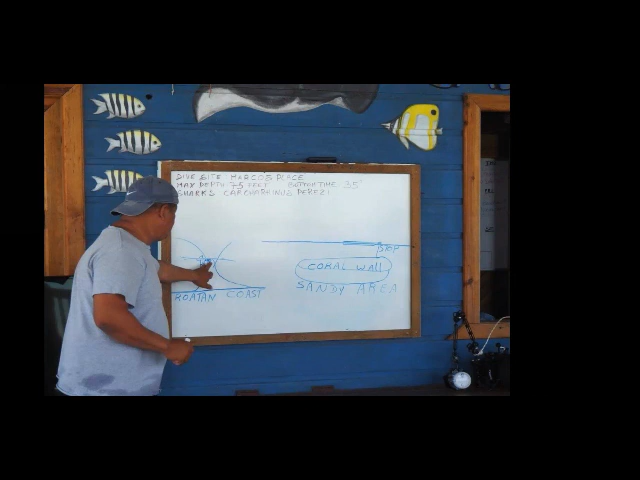 DIVE SITE MARCOS PLACE
MAX DEPTH 75 FEET BOTTOM TIME 35'
SHARKS CARCHARHINUS PEREZI
CORAL WALL
SANDY AREA
ROATAN COAST